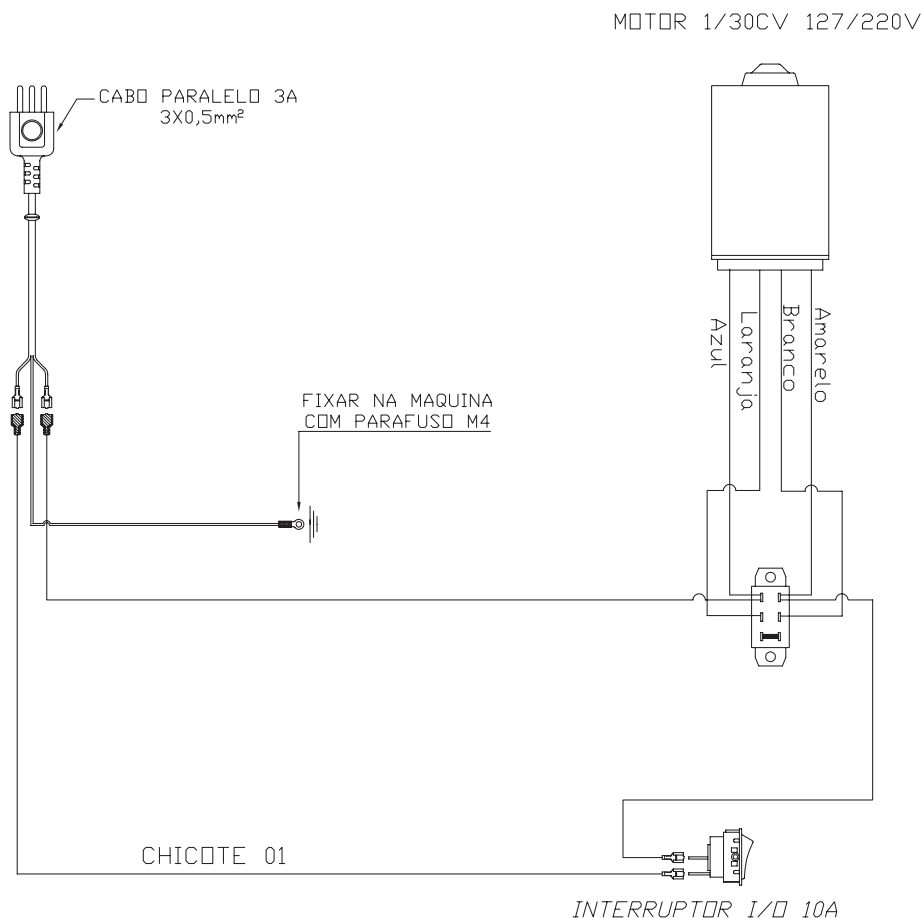 MOTOR 1/30CV 127/220V
CABO PARALELO 3A
3X0,5mm²
Azul
Laranja
Branco
Amarelo
FIXAR NA MAQUINA
COM PARAFUSO M4
CHICOTE 01
INTERRUPTOR I/O 10A